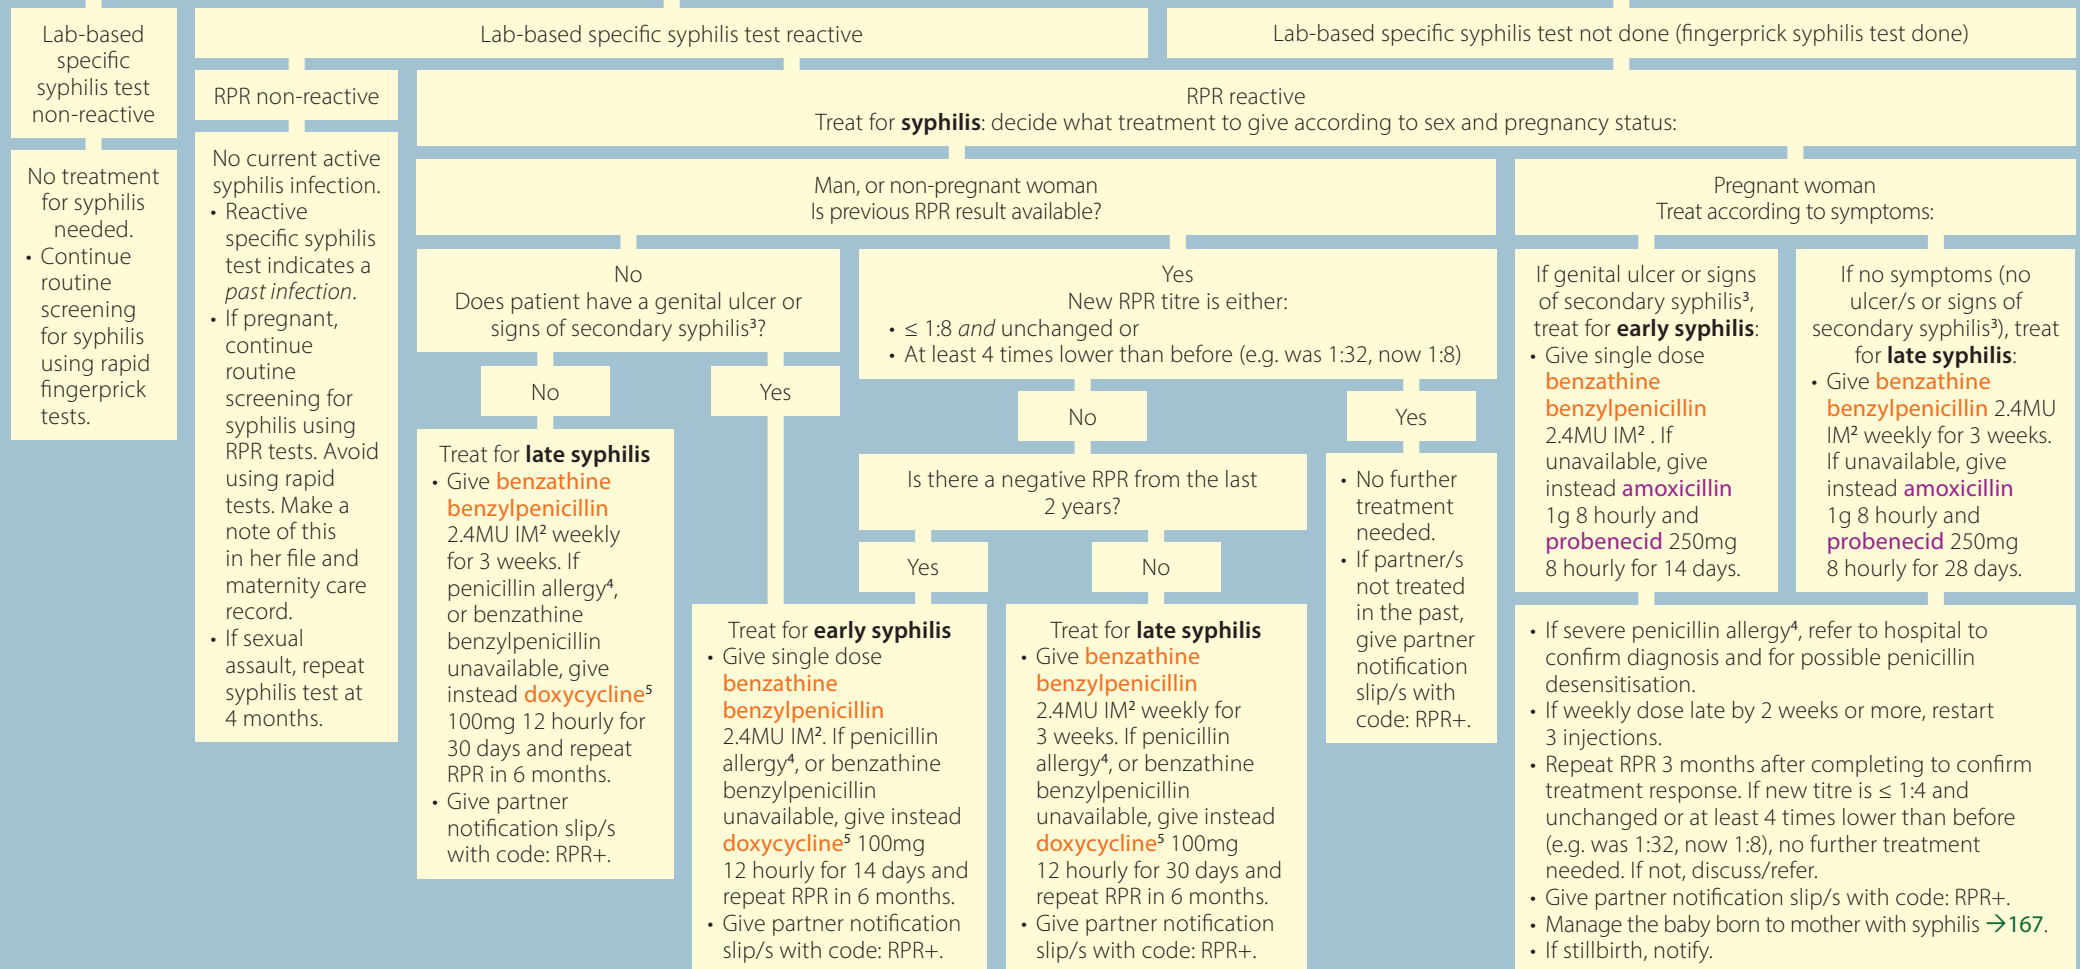 Lab-based
specific
syphilis test
non-reactive
No treatment
for syphilis
needed.
• Continue
routine
screening
for syphilis
using rapid
fingerprick
tests.
Lab-based specific syphilis test reactive
Lab-based specific syphilis test not done (fingerprick syphilis test done)
RPR non-reactive
No current active
syphilis infection.
• Reactive
specific syphilis
test indicates a
past infection.
• If pregnant,
continue
routine
screening for
syphilis using
RPR tests. Avoid
using rapid
tests. Make a
note of this
in her file and
maternity care
record.
• If sexual
assault, repeat
syphilis test at
4 months.
RPR reactive
Treat for syphilis: decide what treatment to give according to sex and pregnancy status:
Man, or non-pregnant woman
Is previous RPR result available?
No
Does patient have a genital ulcer or
signs of secondary syphilis³?
No
Treat for late syphilis
• Give benzathine
benzylpenicillin
2.4MU IM² weekly
for 3 weeks. If
penicillin allergy⁴,
or benzathine
benzylpenicillin
unavailable, give
instead doxycycline⁵
100mg 12 hourly for
30 days and repeat
RPR in 6 months.
• Give partner
notification slip/s
with code: RPR+.
Yes
Yes
New RPR titre is either:
• ≤ 1:8 and unchanged or
• At least 4 times lower than before (e.g. was 1:32, now 1:8)
No
Is there a negative RPR from the last
2 years?
Yes
Treat for early syphilis
• Give single dose
benzathine
benzylpenicillin
2.4MU IM². If penicillin
allergy⁴, or benzathine
benzylpenicillin
unavailable, give instead
doxycycline⁵ 100mg
12 hourly for 14 days and
repeat RPR in 6 months.
• Give partner notification
slip/s with code: RPR+.
No
Treat for late syphilis
• Give benzathine
benzylpenicillin
2.4MU IM² weekly for
3 weeks. If penicillin
allergy⁴, or benzathine
benzylpenicillin
unavailable, give instead
doxycycline⁵ 100mg
12 hourly for 30 days and
repeat RPR in 6 months.
• Give partner notification
slip/s with code: RPR+.
Yes
• No further
treatment
needed.
• If partner/s
not treated
in the past,
give partner
notification
slip/s with
code: RPR+.
Pregnant woman
Treat according to symptoms:
If genital ulcer or signs
of secondary syphilis³,
treat for early syphilis:
• Give single dose
benzathine
benzylpenicillin
2.4MU IM² . If
unavailable, give
instead amoxicillin
1g 8 hourly and
probenecid 250mg
8 hourly for 14 days.
If no symptoms (no
ulcer/s or signs of
secondary syphilis³), treat
for late syphilis:
• Give benzathine
benzylpenicillin 2.4MU
IM² weekly for 3 weeks.
If unavailable, give
instead amoxicillin
1g 8 hourly and
probenecid 250mg
8 hourly for 28 days.
• If severe penicillin allergy⁴, refer to hospital to
confirm diagnosis and for possible penicillin
desensitisation.
• If weekly dose late by 2 weeks or more, restart
3 injections.
• Repeat RPR 3 months after completing to confirm
treatment response. If new titre is ≤ 1:4 and
unchanged or at least 4 times lower than before
(e.g. was 1:32, now 1:8), no further treatment
needed. If not, discuss/refer.
• Give partner notification slip/s with code: RPR+.
• Manage the baby born to mother with syphilis →167.
• If stillbirth, notify.